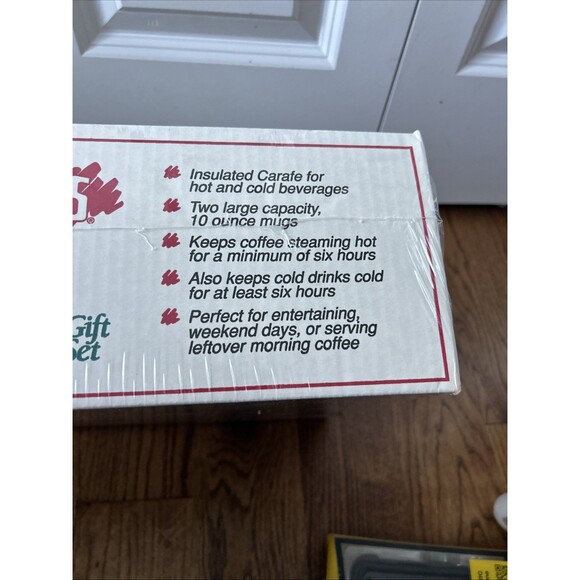 S®
Insulated Carafe for
hot and cold beverages
Two large capacity,
10 ounce mugs
Keeps coffee steaming hot
for a minimum of six hours
Also keeps cold drinks cold
for at least six hours
Perfect for entertaining,
weekend days, or serving
leftover morning coffee
Gift
Set